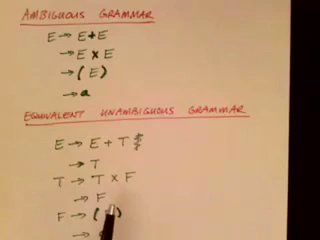 AMBIGUOUS GRAMMAR
E → E + E
→ E × E
→ ( E )
→ a
EQUIVALENT UNAMBIGUOUS GRAMMAR
E → E + T
→ T
T → T × F
→ F
F → ( )
→